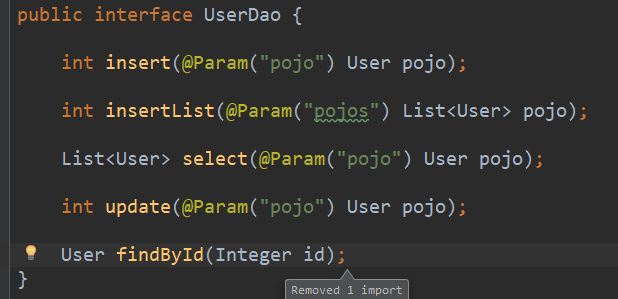 public interface UserDao {
int insert(@Param("pojo") User pojo);
int insertList(@Param("pojos") List<User> pojo);
List<User> select(@Param("pojo") User pojo);
int update(@Param("pojo") User pojo);
User findById(Integer id);
}
Removed 1 import